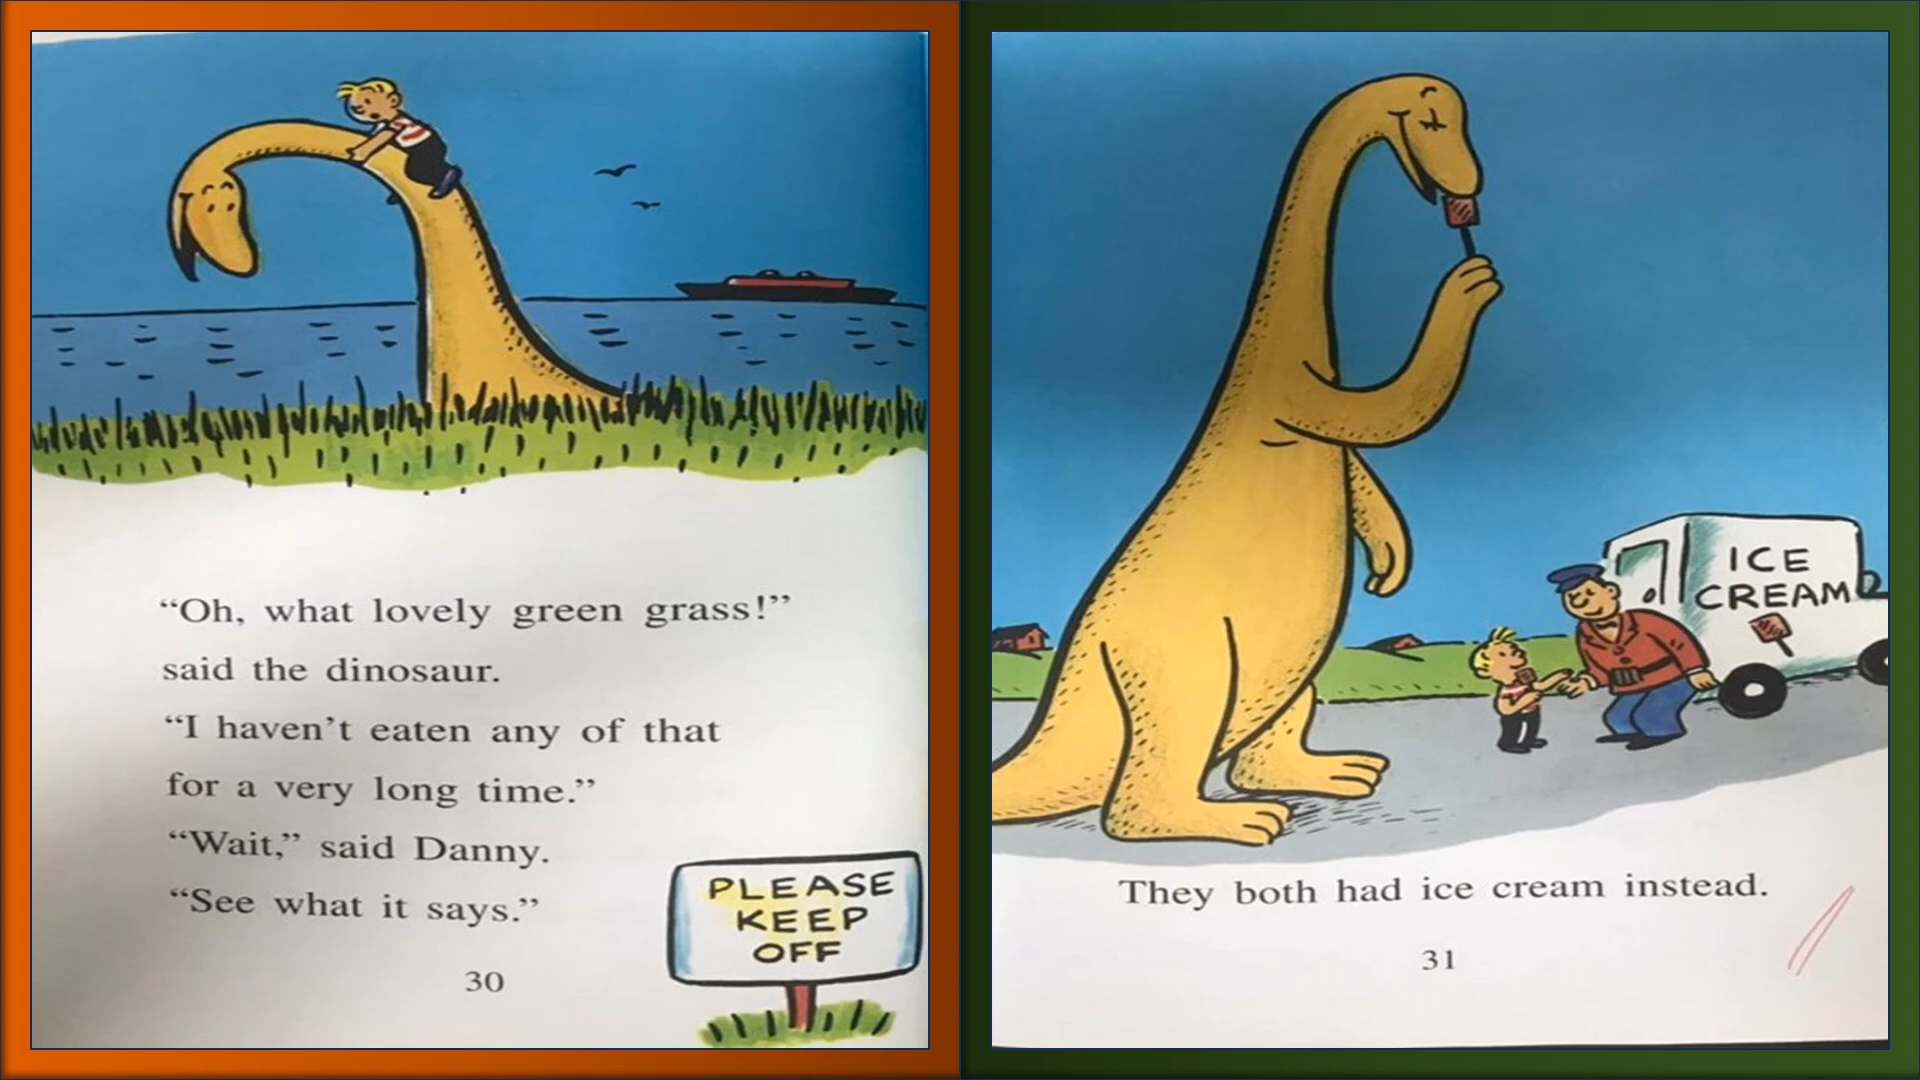 “Oh, what lovely green grass!”
said the dinosaur.
“I haven’t eaten any of that
for a very long time.”
“Wait,” said Danny.
“See what it says.”
PLEASE
KEEP
OFF
30
ICE
CREAM
They both had ice cream instead.
31